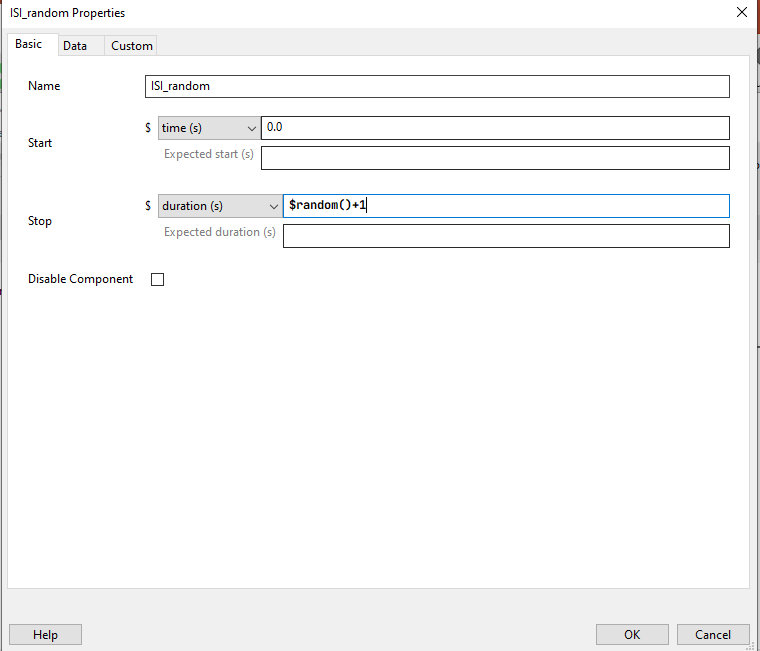 ISI_random Properties
Basic Data Custom
Name ISI_random
Start $ time (s) 0.0
Expected start (s)
Stop $ duration (s) $random()+1
Expected duration (s)
Disable Component
Help OK Cancel